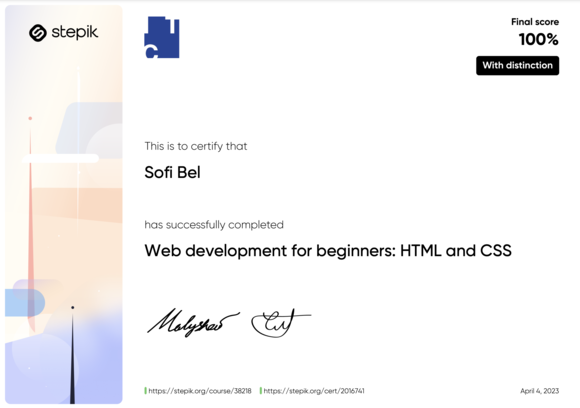 stepik
Final score
100%
With distinction
This is to certify that
Sofi Bel
has successfully completed
Web development for beginners: HTML and CSS
https://stepik.org/course/38218 https://stepik.org/cert/2016741
April 4, 2023